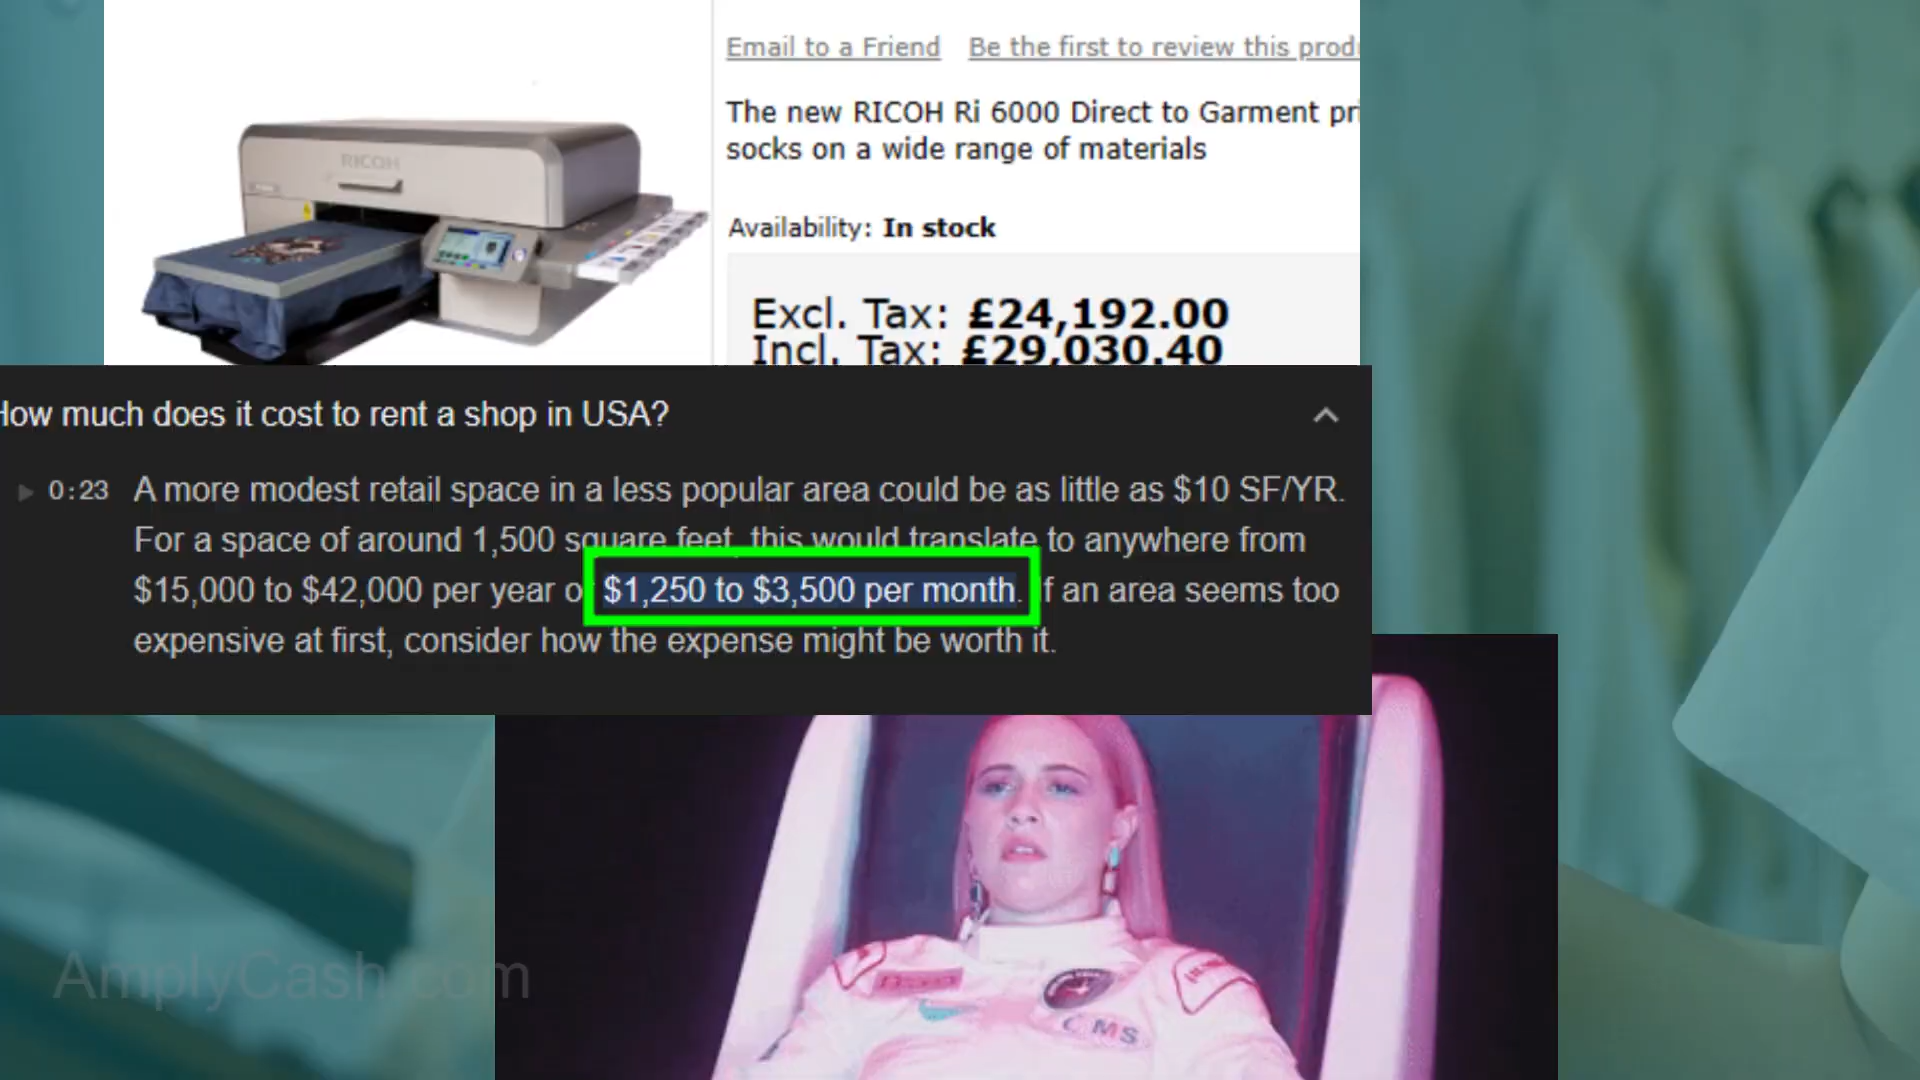 Email to a Friend Be the first to review this prod
The new RICOH Ri 6000 Direct to Garment pri
socks on a wide range of materials
RICOH
Availability: In stock
Excl. Tax: £24,192.00
Incl. Tax: £29,030.40
How much does it cost to rent a shop in USA?
0:23 A more modest retail space in a less popular area could be as little as $10 SF/YR.
For a space of around 1,500 square feet, this would translate to anywhere from
$15,000 to $42,000 per year o $1,250 to $3,500 per month. If an area seems too
expensive at first, consider how the expense might be worth it.
AmplyCash.com